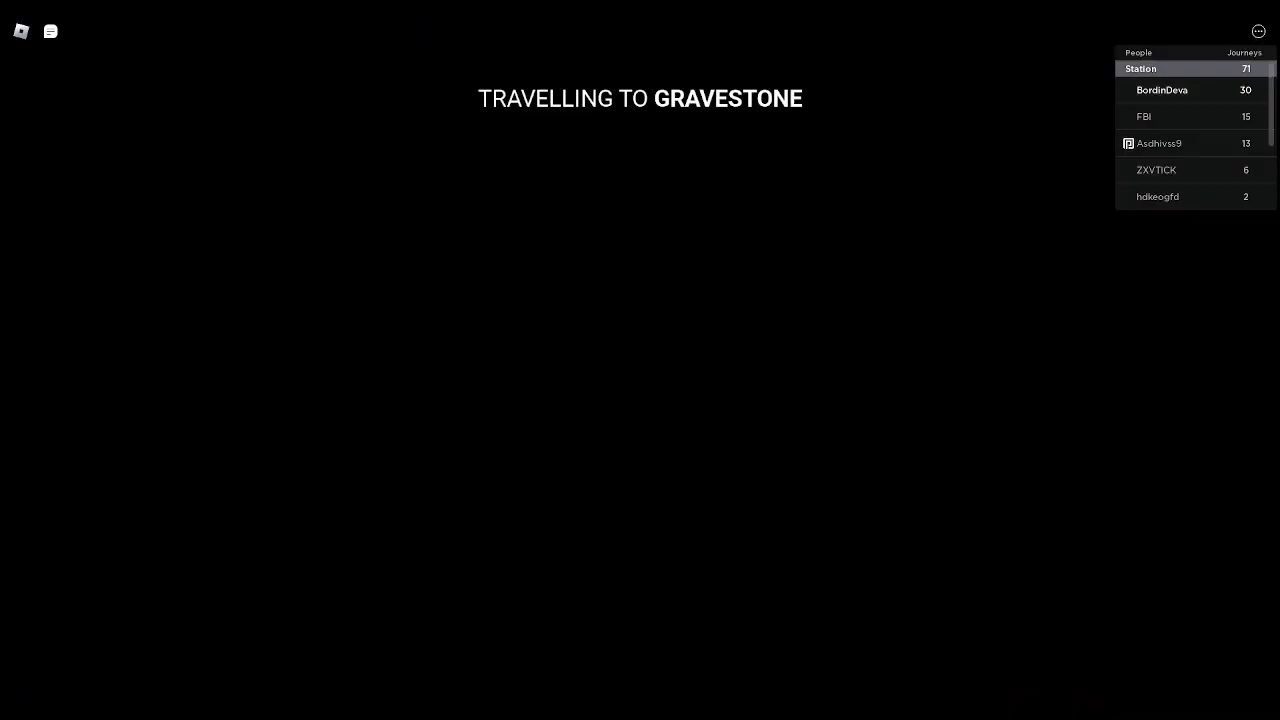 TRAVELLING TO GRAVESTONE
People Journeys
Station 71
BordinDeva 30
FBI 15
Asdhivss9 13
ZXVTICK 6
hdkeogfd 2